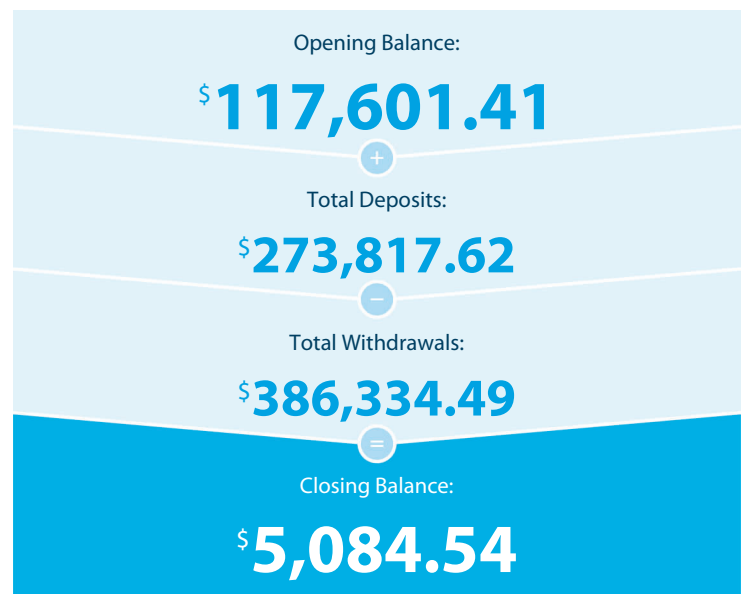 Opening Balance:
$117,601.41
+
Total Deposits:
$273,817.62
−
Total Withdrawals:
$386,334.49
=
Closing Balance:
$5,084.54